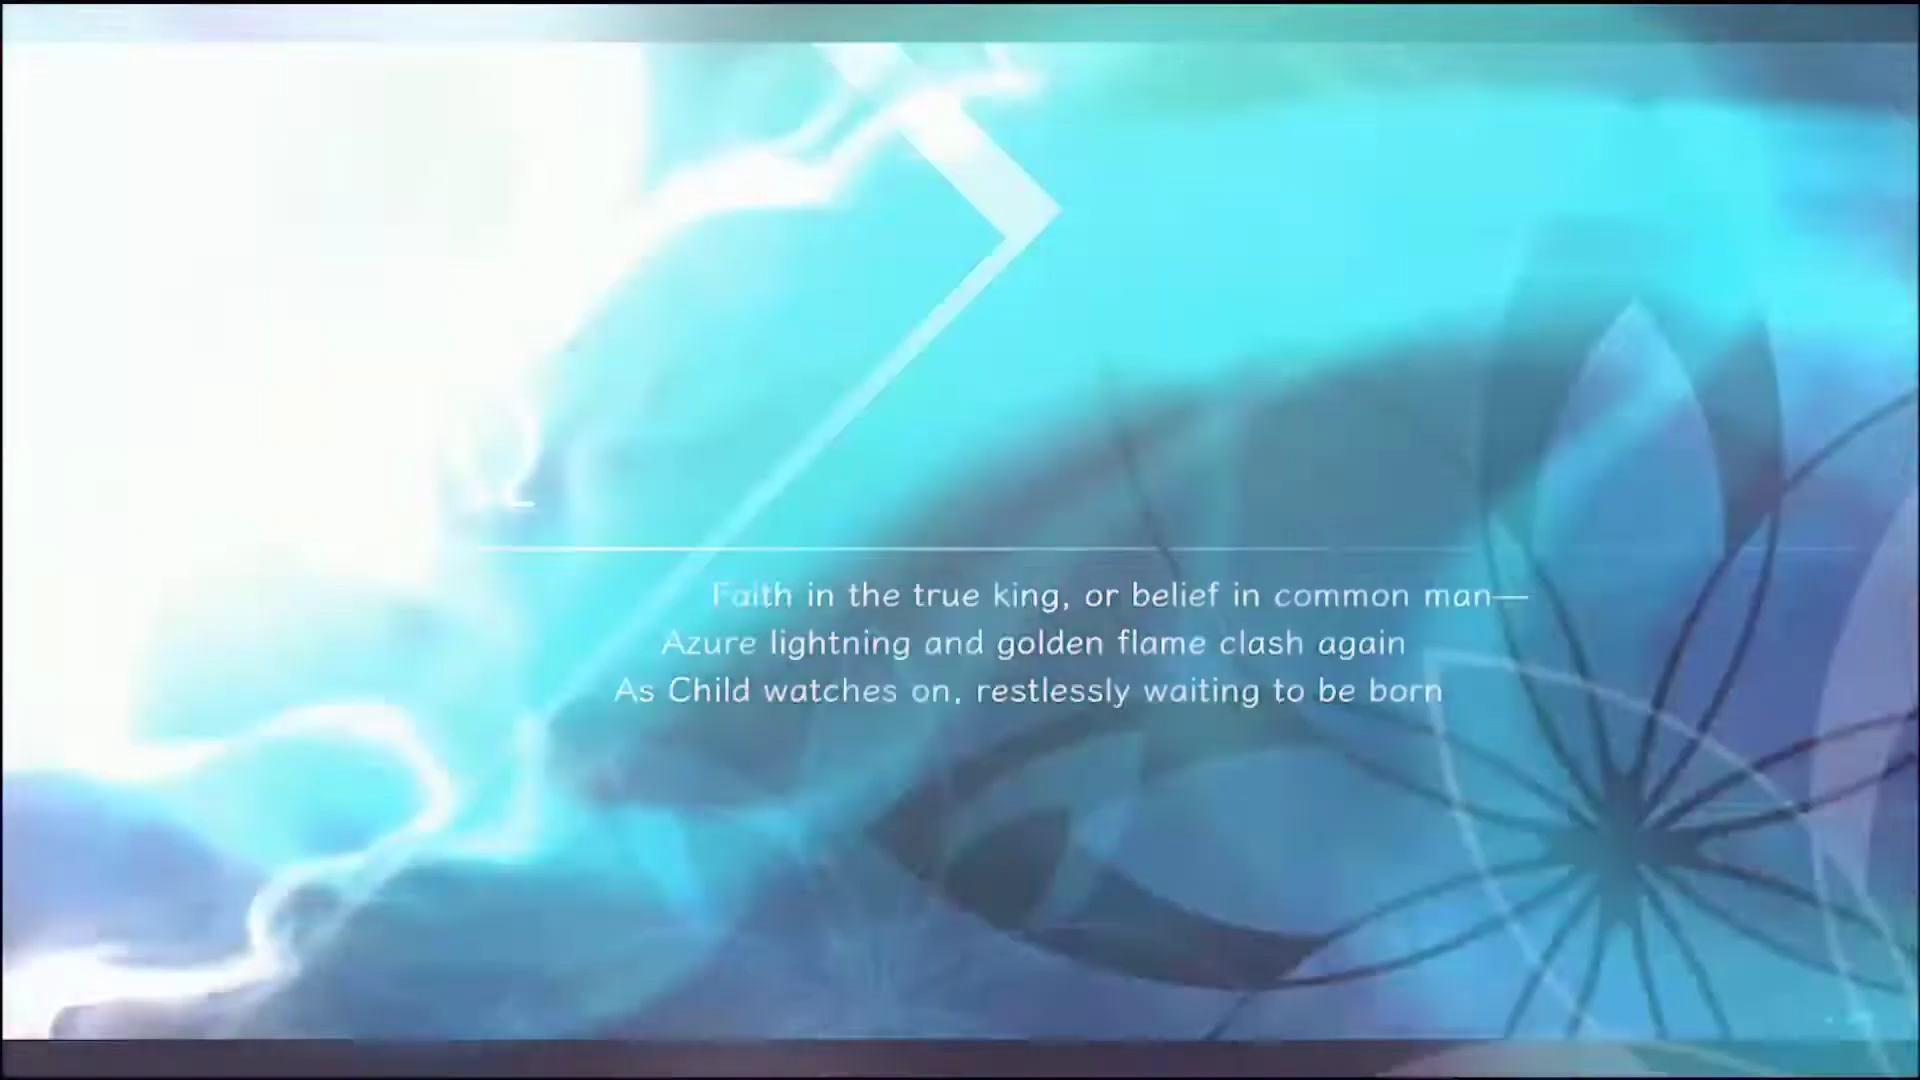 Faith in the true king, or belief in common man—
Azure lightning and golden flame clash again
As Child watches on, restlessly waiting to be born